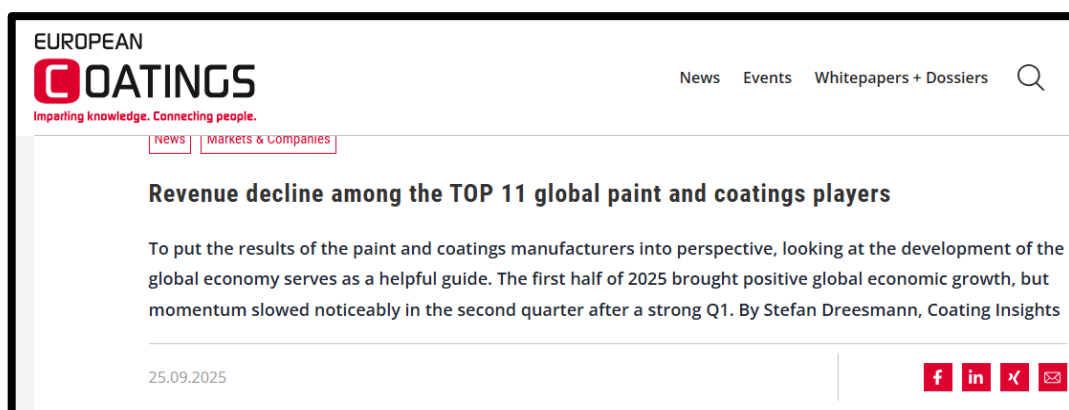 EUROPEAN
COATINGS
Imparting knowledge. Connecting people.
News Events Whitepapers + Dossiers
News Markets & Companies
Revenue decline among the TOP 11 global paint and coatings players
To put the results of the paint and coatings manufacturers into perspective, looking at the development of the
global economy serves as a helpful guide. The first half of 2025 brought positive global economic growth, but
momentum slowed noticeably in the second quarter after a strong Q1. By Stefan Dreesmann, Coating Insights
25.09.2025
f in